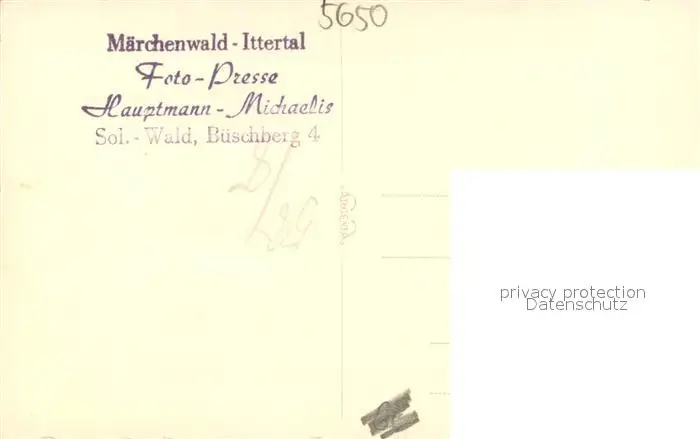 5650
Märchenwald - Ittertal
Foto - Presse
Hauptmann - Michaelis
Sol. - Wald, Büschberg 4
privacy protection
Datenschutz